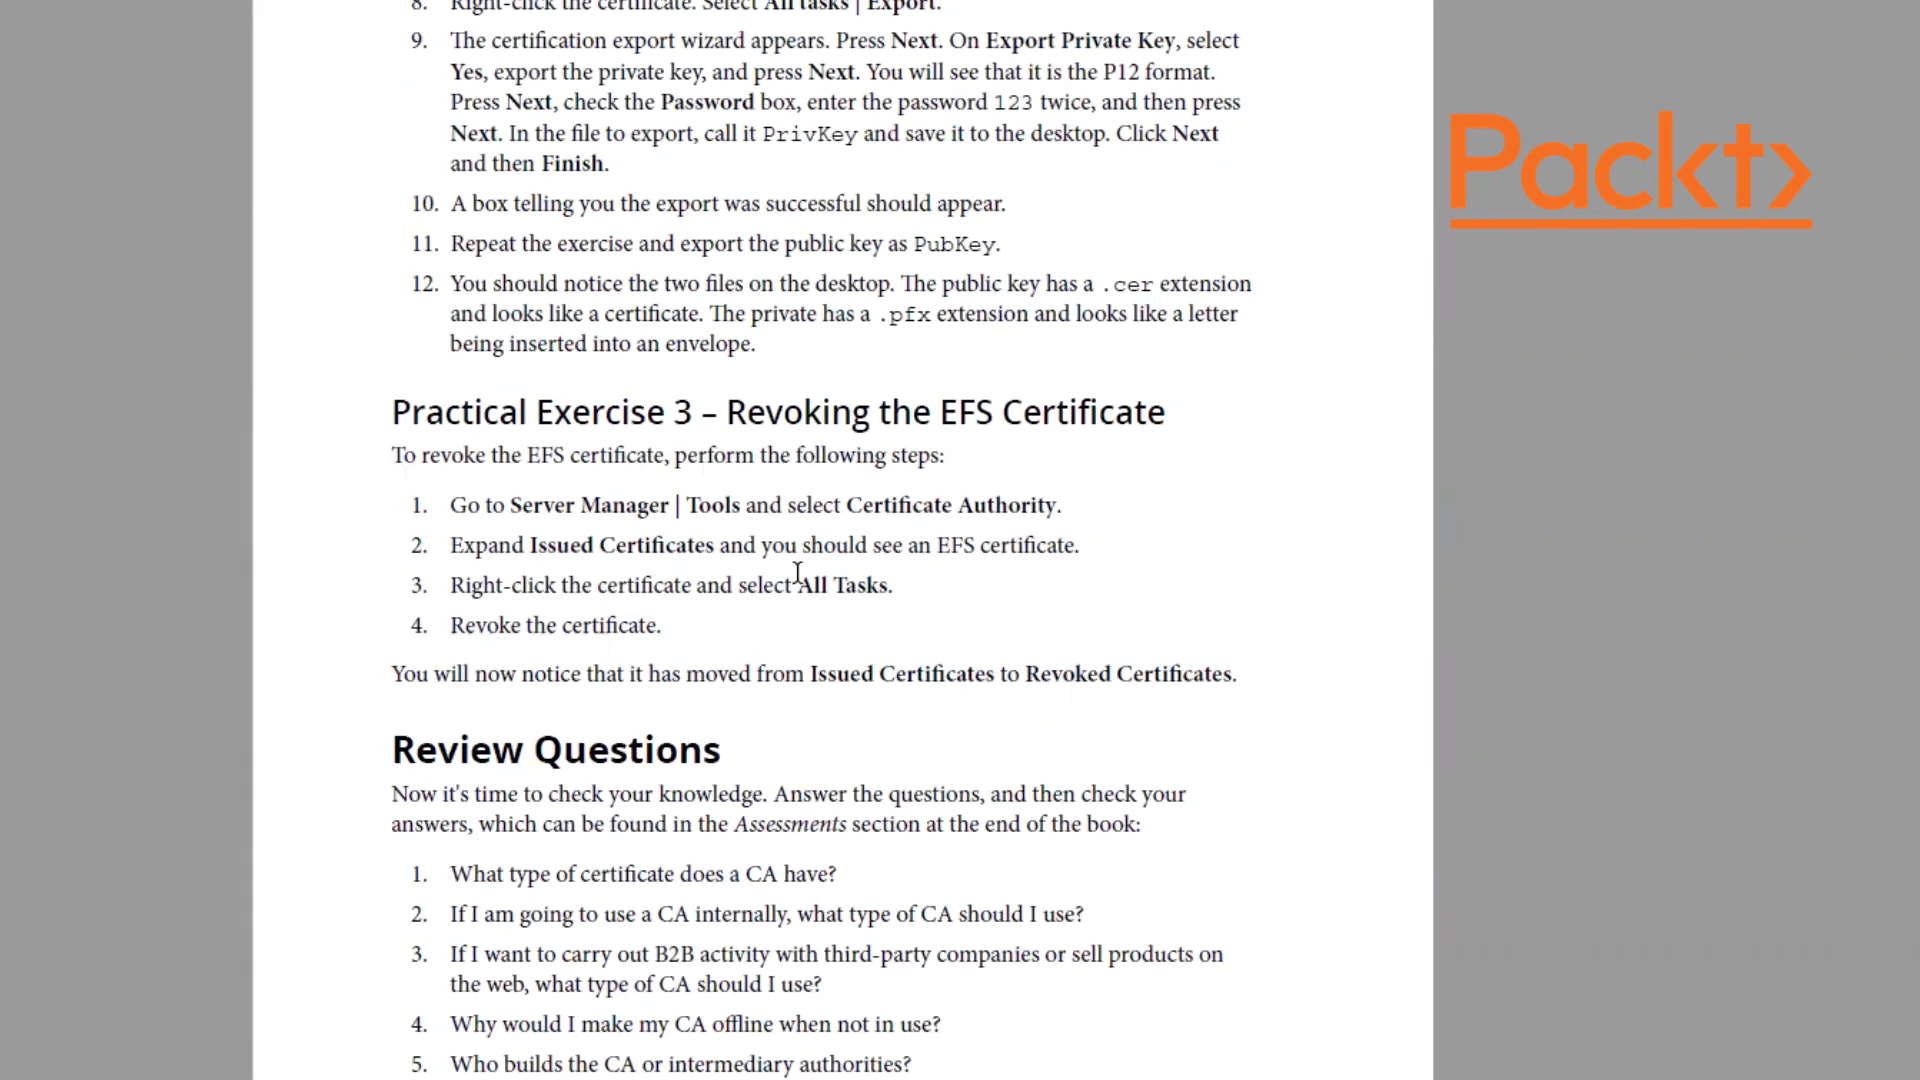 8. Right-click the certificate. Select All tasks | Export.
9. The certification export wizard appears. Press Next. On Export Private Key, select
Yes, export the private key, and press Next. You will see that it is the P12 format.
Press Next, check the Password box, enter the password 123 twice, and then press
Next. In the file to export, call it PrivKey and save it to the desktop. Click Next
and then Finish.
10. A box telling you the export was successful should appear.
11. Repeat the exercise and export the public key as PubKey.
12. You should notice the two files on the desktop. The public key has a .cer extension
and looks like a certificate. The private has a .pfx extension and looks like a letter
being inserted into an envelope.
Practical Exercise 3 – Revoking the EFS Certificate
To revoke the EFS certificate, perform the following steps:
1. Go to Server Manager | Tools and select Certificate Authority.
2. Expand Issued Certificates and you should see an EFS certificate.
3. Right-click the certificate and select All Tasks.
4. Revoke the certificate.
You will now notice that it has moved from Issued Certificates to Revoked Certificates.
Review Questions
Now it's time to check your knowledge. Answer the questions, and then check your
answers, which can be found in the Assessments section at the end of the book:
1. What type of certificate does a CA have?
2. If I am going to use a CA internally, what type of CA should I use?
3. If I want to carry out B2B activity with third-party companies or sell products on
the web, what type of CA should I use?
4. Why would I make my CA offline when not in use?
5. Who builds the CA or intermediary authorities?
Packt>